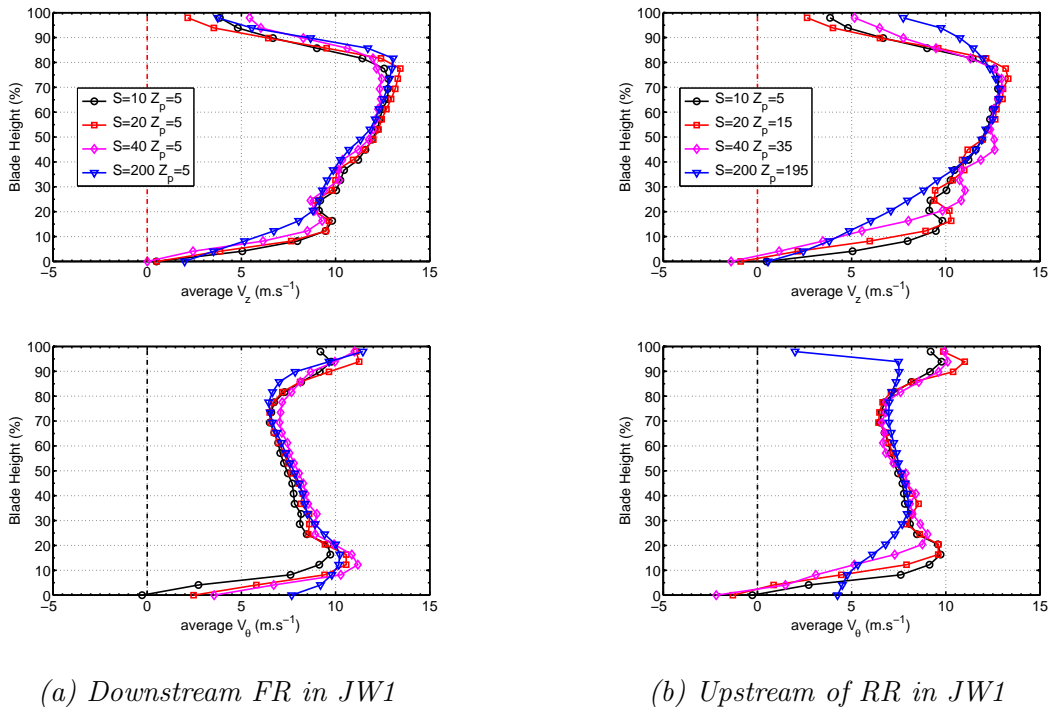 100
90
80
70
60
50
40
30
20
10
0
Blade Height (%)
S=10 Z_p=5
S=20 Z_p=5
S=40 Z_p=5
S=200 Z_p=5
−5 0 5 10 15
average V_z (m.s⁻¹)
100
90
80
70
60
50
40
30
20
10
0
Blade Height (%)
S=10 Z_p=5
S=20 Z_p=15
S=40 Z_p=35
S=200 Z_p=195
−5 0 5 10 15
average V_z (m.s⁻¹)
100
90
80
70
60
50
40
30
20
10
0
Blade Height (%)
−5 0 5 10 15
average V_θ (m.s⁻¹)
100
90
80
70
60
50
40
30
20
10
0
Blade Height (%)
−5 0 5 10 15
average V_θ (m.s⁻¹)
(a) Downstream FR in JW1
(b) Upstream of RR in JW1